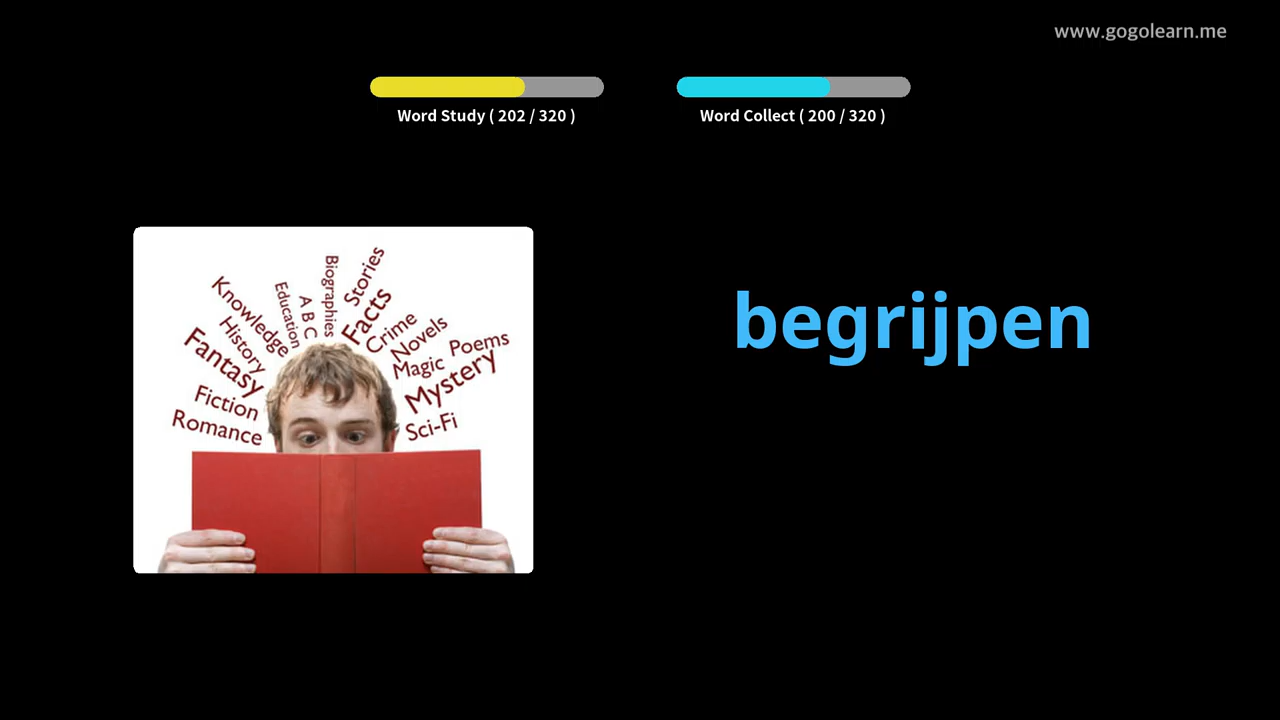 www.gogolearn.me
Word Study ( 202 / 320 )
Word Collect ( 200 / 320 )
begrijpen
Knowledge
Education
A B C
Biographies
Stories
Facts
Crime
Novels
Poems
History
Magic
Fantasy
Mystery
Fiction
Romance
Sci-Fi